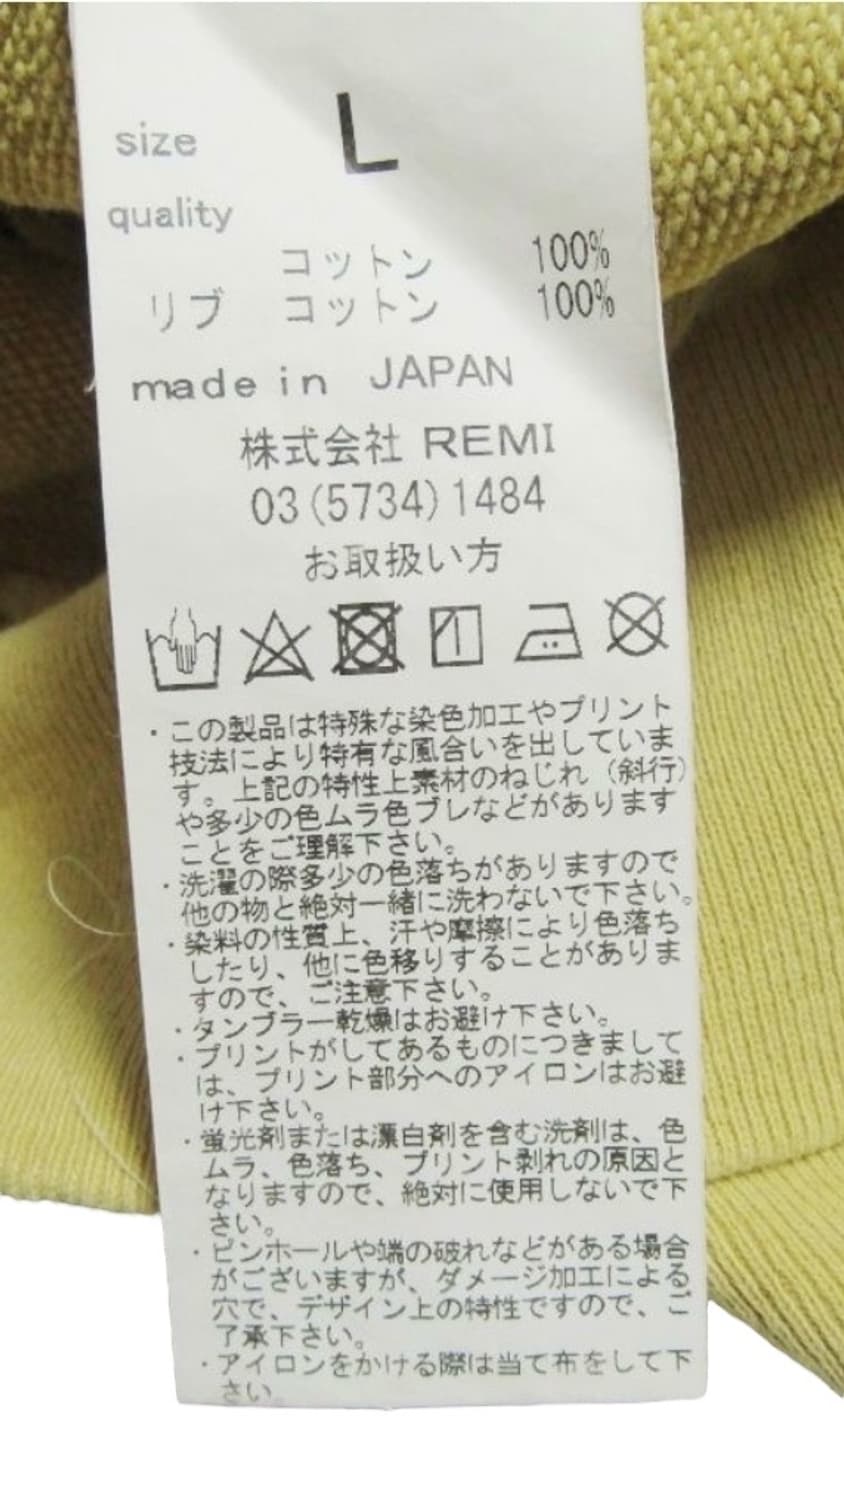 size L
quality
コットン 100%
リブ コットン 100%
made in JAPAN
株式会社 REMI
03(5734)1484
お取扱い方
・この製品は特殊な染色加工やプリント
技法により特有な風合いを出していま
す。上記の特性上素材のねじれ（斜行）
や多少の色ムラ色ブレなどがあります
ことをご理解下さい。
・洗濯の際多少の色落ちがありますので
他の物と絶対一緒に洗わないで下さい。
・染料の性質上、汗や摩擦により色落ち
したり、他に色移りすることがありま
すので、ご注意下さい。
・タンブラー乾燥はお避け下さい。
・プリントがしてあるものにつきまして
は、プリント部分へのアイロンはお避
け下さい。
・蛍光剤または漂白剤を含む洗剤は、色
ムラ、色落ち、プリント剥れの原因と
なりますので、絶対に使用しないで下
さい。
・ピンホールや端の破れなどがある場合
がございますが、ダメージ加工による
穴で、デザイン上の特性ですので、ご
了承下さい。
・アイロンをかける際は当て布をして下
さい。